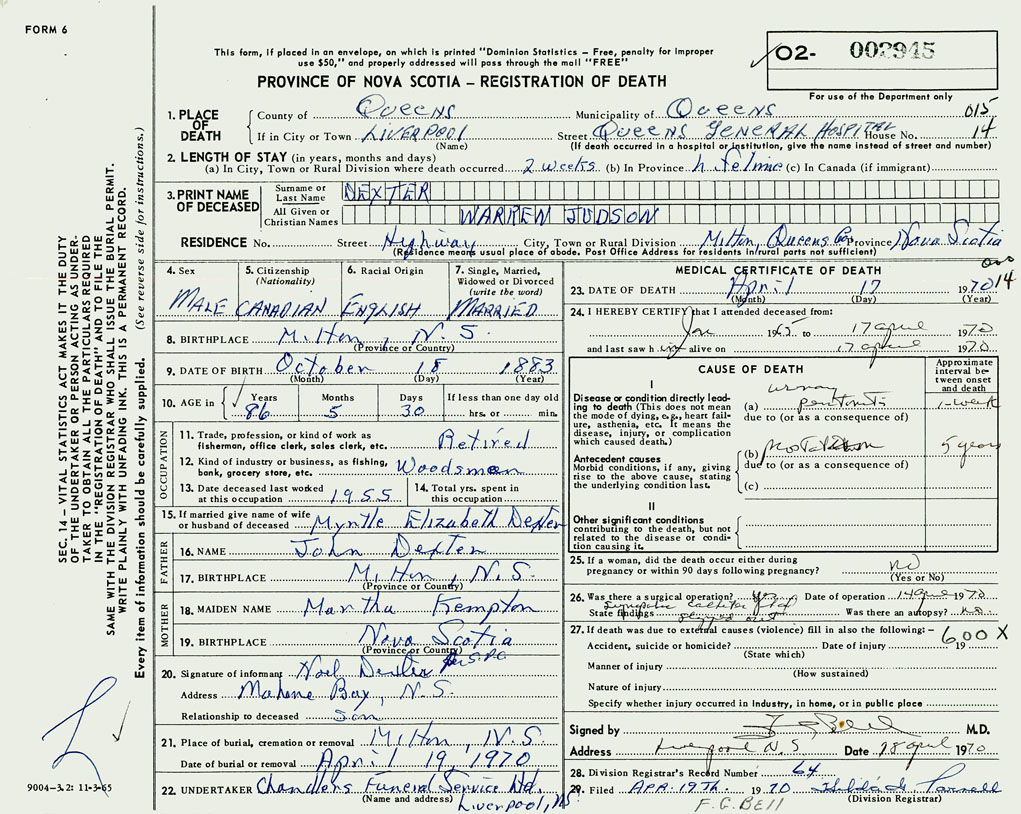 FORM 6
This form, if placed in an envelope, on which is printed "Dominion Statistics – Free, penalty for improper
use $50," and properly addressed will pass through the mail "FREE"
PROVINCE OF NOVA SCOTIA – REGISTRATION OF DEATH
02- 002945
For use of the Department only
1. PLACE OF DEATH
County of Queens Municipality of Queens 015
If in City or Town Liverpool Street Queens General Hospital House No. 14
(Name) (If death occurred in a hospital or institution, give the name instead of street and number)
2. LENGTH OF STAY (in years, months and days)
(a) In City, Town or Rural Division where death occurred 2 weeks (b) In Province (c) In Canada (if immigrant)
3. PRINT NAME OF DECEASED
Surname or Last Name DEXTER
All Given or Christian Names WARREN JUDSON
RESIDENCE No. Street Highway City, Town or Rural Division Milton, Queens Co. Province Nova Scotia
(Residence means usual place of abode. Post Office Address for residents in rural parts not sufficient)
4. Sex
MALE
5. Citizenship (Nationality)
CANADIAN
6. Racial Origin
ENGLISH
7. Single, Married, Widowed or Divorced (write the word)
MARRIED
8. BIRTHPLACE Milton, N.S.
(Province or Country)
9. DATE OF BIRTH October 18 1883
(Month) (Day) (Year)
10. AGE in Years 86 Months 5 Days 30 If less than one day old hrs. or min.
OCCUPATION
11. Trade, profession, or kind of work as fisherman, office clerk, sales clerk, etc. Retired
12. Kind of industry or business, as fishing, bank, grocery store, etc. Woodsman
13. Date deceased last worked at this occupation 1955
14. Total yrs. spent in this occupation
15. If married give name of wife or husband of deceased Myrtle Elizabeth Dexter
FATHER
16. NAME John Dexter
17. BIRTHPLACE Milton, N.S.
(Province or Country)
MOTHER
18. MAIDEN NAME Martha Kempton
19. BIRTHPLACE Nova Scotia
(Province or Country)
20. Signature of informant Noel Dexter
Address Mahone Bay, N.S.
Relationship to deceased Son
21. Place of burial, cremation or removal Milton, N.S.
Date of burial or removal April 19, 1970
22. UNDERTAKER Chandlers Funeral Service Ltd.
(Name and address) Liverpool, NS
MEDICAL CERTIFICATE OF DEATH
23. DATE OF DEATH April 17 1970 14
(Month) (Day) (Year)
24. I HEREBY CERTIFY that I attended deceased from:
Jan 1965 to 17 april 1970
and last saw him alive on 17 april 1970
CAUSE OF DEATH
Approximate interval between onset and death
I
Disease or condition directly leading to death (This does not mean the mode of dying, e.g., heart failure, asthenia, etc. It means the disease, injury, or complication which caused death.)
(a) urinary peritonitis 1-week
due to (or as a consequence of)
Antecedent causes
Morbid conditions, if any, giving rise to the above cause, stating the underlying condition last.
(b) 5 years
due to (or as a consequence of)
(c)
II
Other significant conditions contributing to the death, but not related to the disease or condition causing it.
25. If a woman, did the death occur either during pregnancy or within 90 days following pregnancy? no
(Yes or No)
26. Was there a surgical operation? yes Date of operation 14 april 1970
State findings Was there an autopsy? no
27. If death was due to external causes (violence) fill in also the following:– 600 X
Accident, suicide or homicide? Date of injury 19
(State which)
Manner of injury
(How sustained)
Nature of injury
Specify whether injury occurred in Industry, in home, or in public place
Signed by M.D.
Address Liverpool N.S Date 18 april 1970
28. Division Registrar's Record Number 64
29. Filed APR. 19TH. 1970
(Division Registrar)
F.G. BELL
SEC. 14 – VITAL STATISTICS ACT MAKES IT THE DUTY
OF THE UNDERTAKER OR PERSON ACTING AS UNDER-
TAKER TO OBTAIN ALL THE PARTICULARS REQUIRED
IN THE "REGISTRATION OF DEATH" AND TO FILE THE
SAME WITH THE DIVISION REGISTRAR WHO SHALL ISSUE THE BURIAL PERMIT.
WRITE PLAINLY WITH UNFADING INK. THIS IS A PERMANENT RECORD.
Every item of information should be carefully supplied. (See reverse side for instructions.)
9004-3.2: 11-3-65